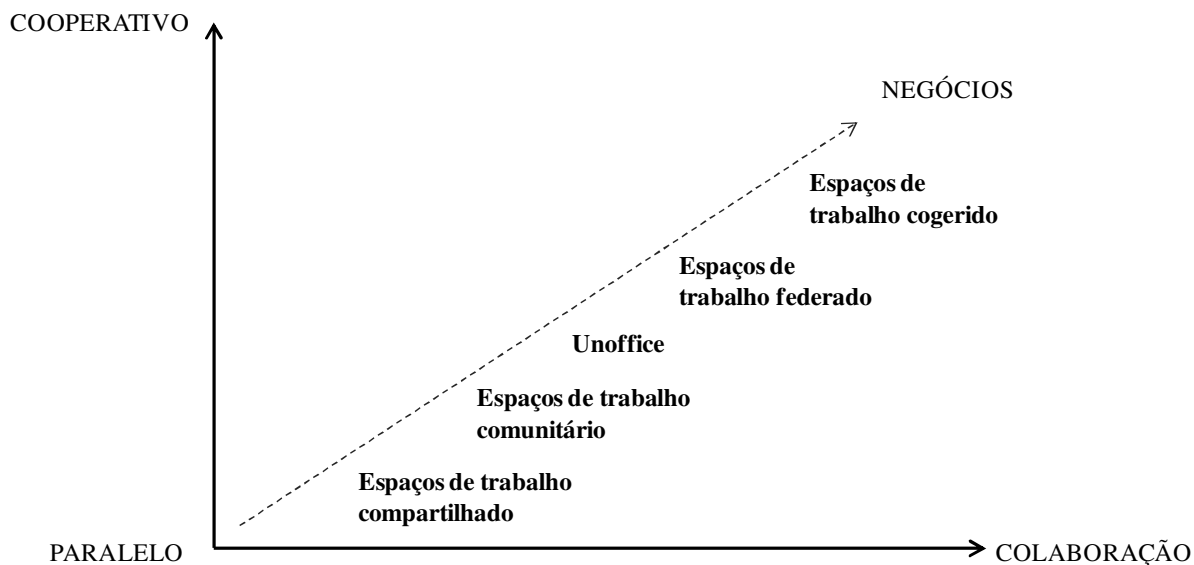 COOPERATIVO
NEGÓCIOS
Espaços de
trabalho cogerido
Espaços de
trabalho federado
Unoffice
Espaços de trabalho
comunitário
Espaços de trabalho
compartilhado
PARALELO
COLABORAÇÃO